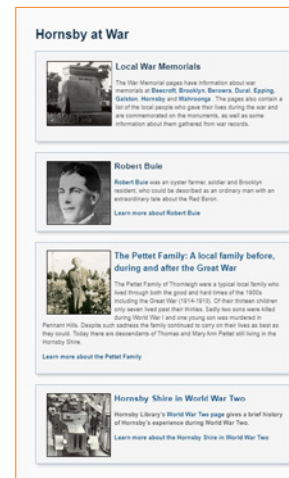 Hornsby at War
Local War Memorials
The War Memorial pages have information about war
memorials at Beecroft, Brooklyn, Berowra, Dural, Epping,
Galston, Hornsby and Wahroonga . The pages also contain a
list of the local people who gave their lives during the war and
are commemorated on the monuments, as well as some
information about them gathered from war records.
Robert Buie
Robert Buie was an oyster farmer, soldier and Brooklyn
resident, who could be described as an ordinary man with an
extraordinary tale about the Red Baron.
Learn more about Robert Buie
The Pettet Family: A local family before,
during and after the Great War
The Pettet Family of Thornleigh were a typical local family who
lived through both the good and hard times of the 1900s
including the Great War (1914-1918). Of their thirteen children
only seven lived past their thirties. Sadly two sons were killed
during World War I and one young son was murdered in
Pennant Hills. Despite such sadness the family continued to carry on their lives as best as
they could. Today there are descendants of Thomas and Mary-Ann Pettet still living in the
Hornsby Shire.
Learn more about the Pettet Family
Hornsby Shire in World War Two
Hornsby Library's World War Two page gives a brief history
of Hornsby's experience during World War Two.
Learn more about the Hornsby Shire in World War Two